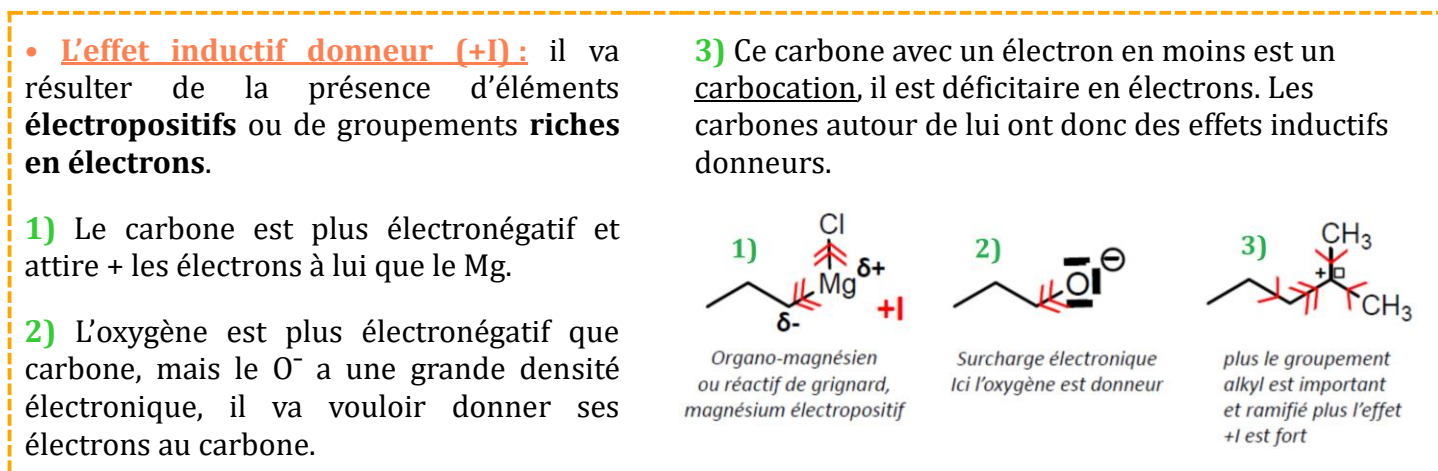 • L'effet inductif donneur (+I) : il va
résulter de la présence d'éléments
électropositifs ou de groupements riches
en électrons.
1) Le carbone est plus électronégatif et
attire + les électrons à lui que le Mg.
2) L'oxygène est plus électronégatif que
carbone, mais le O⁻ a une grande densité
électronique, il va vouloir donner ses
électrons au carbone.
3) Ce carbone avec un électron en moins est un
carbocation, il est déficitaire en électrons. Les
carbones autour de lui ont donc des effets inductifs
donneurs.
1)
Cl
Mg
δ+
δ-
+I
Organo-magnésien
ou réactif de grignard,
magnésium électropositif
2)
O
⊖
Surcharge électronique
Ici l'oxygène est donneur
3)
CH₃
+
CH₃
plus le groupement
alkyl est important
et ramifié plus l'effet
+I est fort